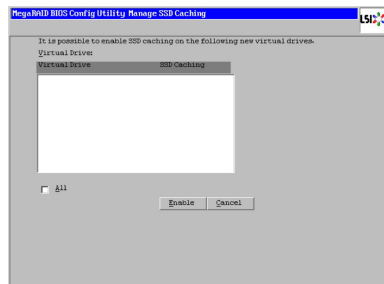 MegaRAID BIOS Config Utility Manage SSD Caching
LSI
It is possible to enable SSD caching on the following new virtual drives.
Virtual Drive:
Virtual Drive SSD Caching
All
Enable Cancel